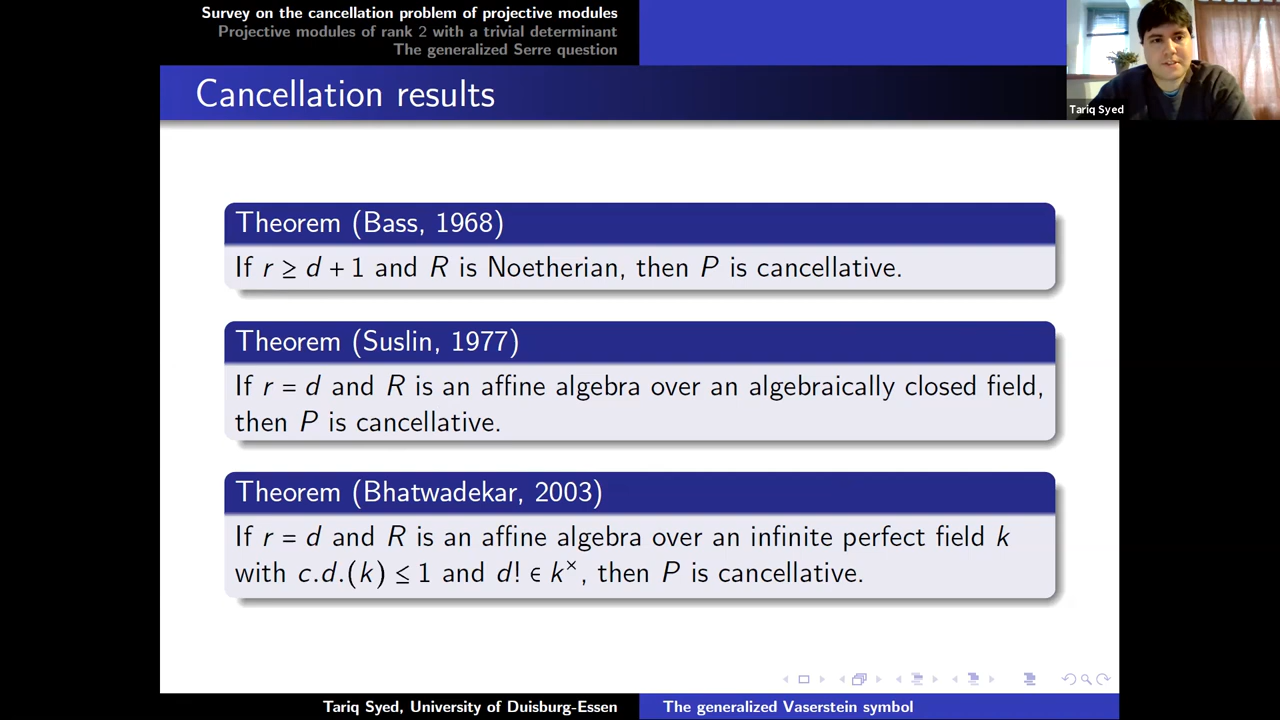 Survey on the cancellation problem of projective modules
Projective modules of rank 2 with a trivial determinant
The generalized Serre question
Cancellation results
Tariq Syed
Theorem (Bass, 1968)
If r ≥ d + 1 and R is Noetherian, then P is cancellative.
Theorem (Suslin, 1977)
If r = d and R is an affine algebra over an algebraically closed field,
then P is cancellative.
Theorem (Bhatwadekar, 2003)
If r = d and R is an affine algebra over an infinite perfect field k
with c.d.(k) ≤ 1 and d! ∈ k×, then P is cancellative.
Tariq Syed, University of Duisburg-Essen
The generalized Vaserstein symbol